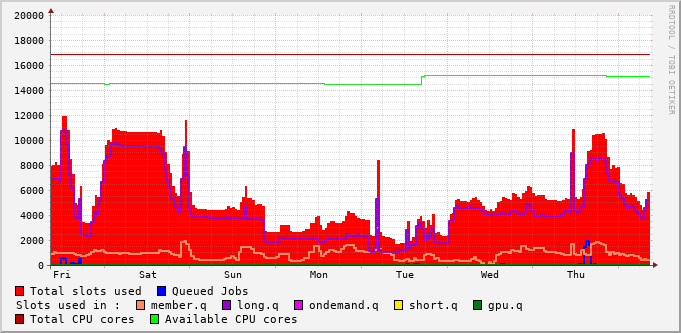 20000
18000
16000
14000
12000
10000
8000
6000
4000
2000
0
Fri Sat Sun Mon Tue Wed Thu
RRDTOOL / TOBI OETIKER
Total slots used Queued Jobs
Slots used in : member.q long.q ondemand.q short.q gpu.q
Total CPU cores Available CPU cores